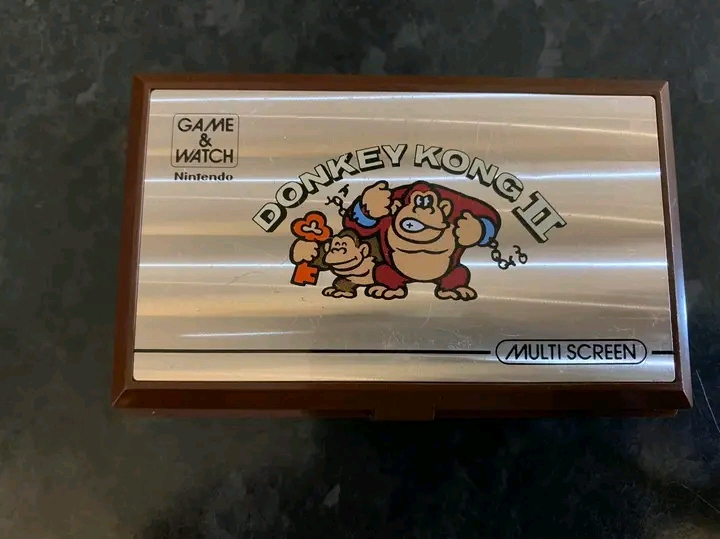 GAME
&
WATCH
Nintendo
DONKEY KONG II
MULTI SCREEN